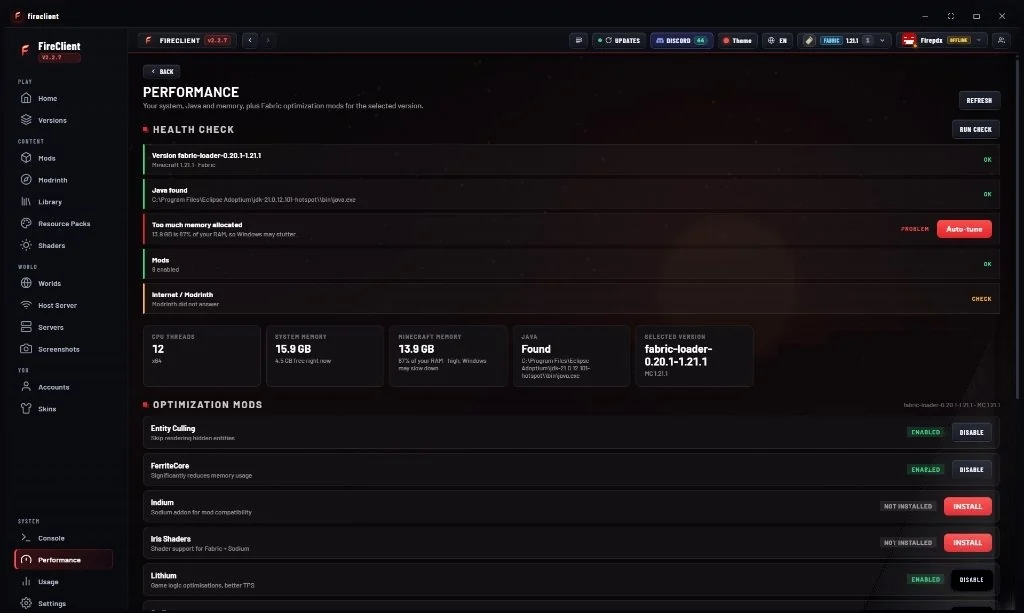 fireclient
FireClient
V2.2.7
FIRECLIENT v2.2.7
UPDATES
DISCORD 44
Theme
EN
FABRIC 1.21.1
Firepdx OFFLINE
PLAY
Home
Versions
CONTENT
Mods
Modrinth
Library
Resource Packs
Shaders
WORLD
Worlds
Host Server
Servers
Screenshots
YOU
Accounts
Skins
SYSTEM
Console
Performance
Usage
Settings
BACK
PERFORMANCE
Your system, Java and memory, plus Fabric optimization mods for the selected version.
REFRESH
HEALTH CHECK
RUN CHECK
Version fabric-loader-0.20.1-1.21.1
Minecraft 1.21.1 · Fabric
OK
Java found
C:\Program Files\Eclipse Adoptium\jdk-21.0.12.101-hotspot\\bin\java.exe
OK
Too much memory allocated
13.9 GB is 87% of your RAM, so Windows may stutter.
PROBLEM
Auto-tune
Mods
9 enabled
OK
Internet / Modrinth
Modrinth did not answer
CHECK
CPU THREADS
12
x64
SYSTEM MEMORY
15.9 GB
4.5 GB free right now
MINECRAFT MEMORY
13.9 GB
87% of your RAM · high: Windows
may slow down
JAVA
Found
C:\Program Files\Eclipse
Adoptium\jdk-21.0.12.101-
hotspot\\bin\java.exe
SELECTED VERSION
fabric-loader-
0.20.1-1.21.1
MC 1.21.1
OPTIMIZATION MODS
fabric-loader-0.20.1-1.21.1 · MC 1.21.1
Entity Culling
Skip rendering hidden entities
ENABLED
DISABLE
FerriteCore
Significantly reduces memory usage
ENABLED
DISABLE
Indium
Sodium addon for mod compatibility
NOT INSTALLED
INSTALL
Iris Shaders
Shader support for Fabric + Sodium
NOT INSTALLED
INSTALL
Lithium
Game logic optimisations, better TPS
ENABLED
DISABLE